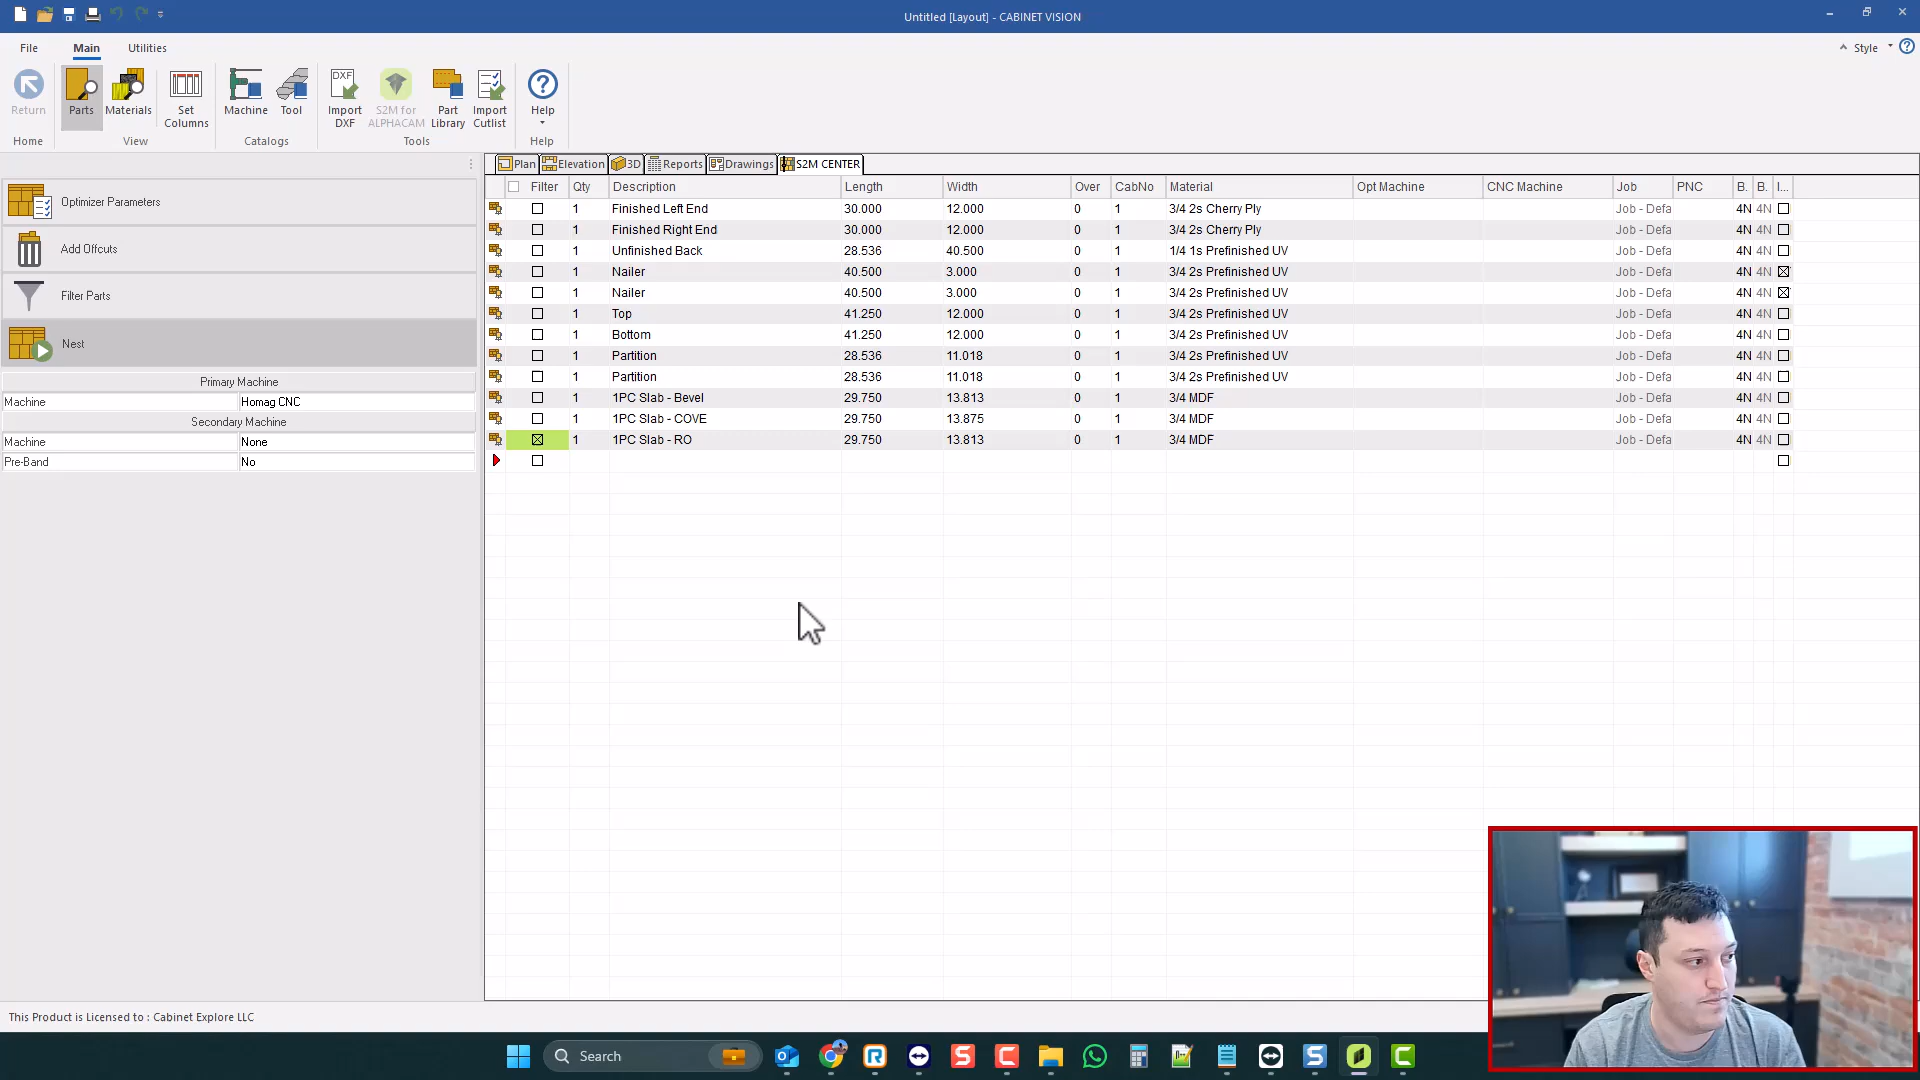 Untitled [Layout] - CABINET VISION
File Main Utilities Style
Return Parts Materials Set Columns Machine Tool Import DXF S2M for ALPHACAM Part Library Import Cutlist Help
DXF
Home View Catalogs Tools Help
Plan Elevation 3D Reports Drawings S2M CENTER
Filter Qty Description Length Width Over CabNo Material Opt Machine CNC Machine Job PNC B. B. I...
1 Finished Left End 30.000 12.000 0 1 3/4 2s Cherry Ply Job - Defa 4N 4N
1 Finished Right End 30.000 12.000 0 1 3/4 2s Cherry Ply Job - Defa 4N 4N
1 Unfinished Back 28.536 40.500 0 1 1/4 1s Prefinished UV Job - Defa 4N 4N
1 Nailer 40.500 3.000 0 1 3/4 2s Prefinished UV Job - Defa 4N 4N
1 Nailer 40.500 3.000 0 1 3/4 2s Prefinished UV Job - Defa 4N 4N
1 Top 41.250 12.000 0 1 3/4 2s Prefinished UV Job - Defa 4N 4N
1 Bottom 41.250 12.000 0 1 3/4 2s Prefinished UV Job - Defa 4N 4N
1 Partition 28.536 11.018 0 1 3/4 2s Prefinished UV Job - Defa 4N 4N
1 Partition 28.536 11.018 0 1 3/4 2s Prefinished UV Job - Defa 4N 4N
1 1PC Slab - Bevel 29.750 13.813 0 1 3/4 MDF Job - Defa 4N 4N
1 1PC Slab - COVE 29.750 13.875 0 1 3/4 MDF Job - Defa 4N 4N
1 1PC Slab - RO 29.750 13.813 0 1 3/4 MDF Job - Defa 4N 4N
Optimizer Parameters
Add Offcuts
Filter Parts
Nest
Primary Machine
Machine Homag CNC
Secondary Machine
Machine None
Pre-Band No
This Product is Licensed to : Cabinet Explore LLC
Search